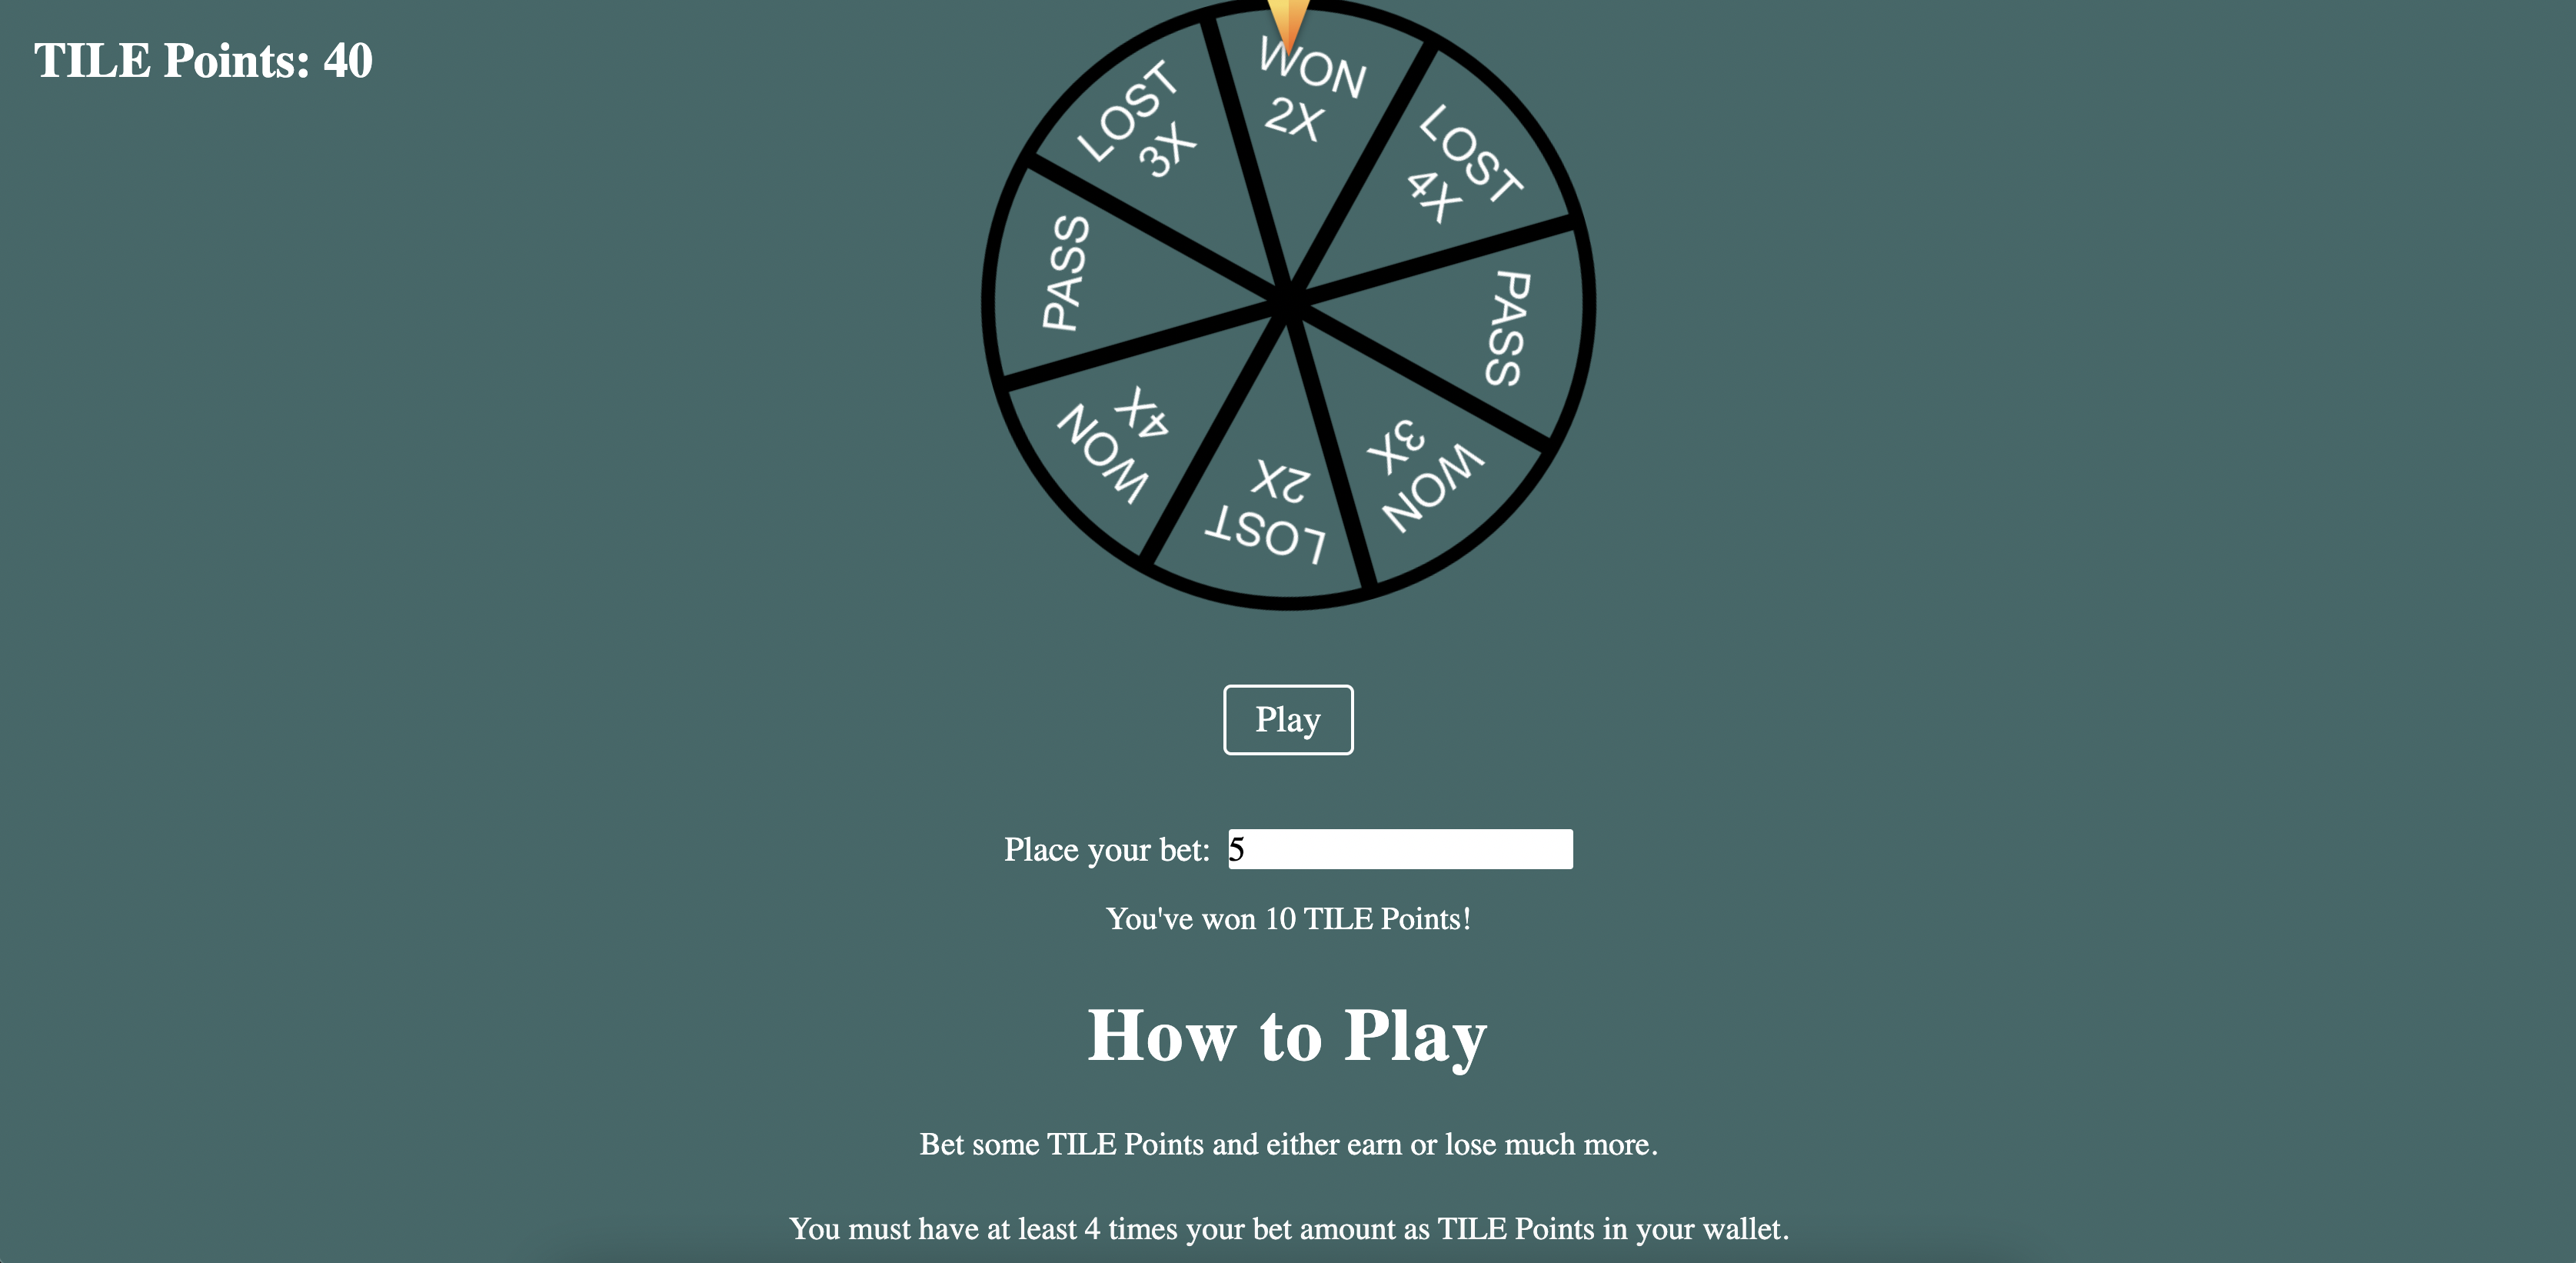 TILE Points: 40
WON
2X
LOST
4X
PASS
WON
3X
LOST
2X
WON
4X
PASS
LOST
3X
Play
Place your bet: 5
You've won 10 TILE Points!
How to Play
Bet some TILE Points and either earn or lose much more.
You must have at least 4 times your bet amount as TILE Points in your wallet.